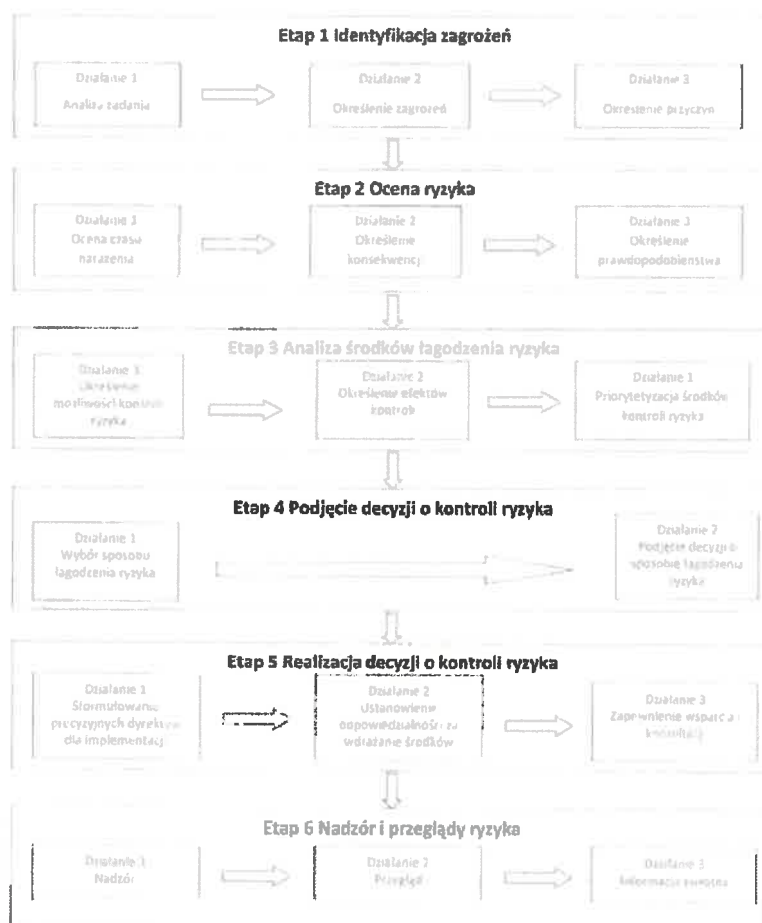 Etap 1 Identyfikacja zagrożeń
Działanie 1
Analiza zadania
Działanie 2
Określenie zagrożeń
Działanie 3
Określenie przyczyn
Etap 2 Ocena ryzyka
Działanie 1
Ocena czasu
narażenia
Działanie 2
Określenie
konsekwencji
Działanie 3
Określenie
prawdopodobieństwa
Etap 3 Analiza środków łagodzenia ryzyka
Działanie 1
Określenie
możliwości kontroli
ryzyka
Działanie 2
Określenie efektów
kontroli
Działanie 1
Priorytetyzacja środków
kontroli ryzyka
Etap 4 Podjęcie decyzji o kontroli ryzyka
Działanie 1
Wybór sposobu
łagodzenia ryzyka
Działanie 2
Podjęcie decyzji o
sposobie łagodzenia
ryzyka
Etap 5 Realizacja decyzji o kontroli ryzyka
Działanie 1
Sformułowanie
precyzyjnych dyrektyw
dla implementacji
Działanie 2
Ustanowienie
odpowiedzialności za
wdrażanie środków
Działanie 3
Zapewnienie wsparcia i
konsultacji
Etap 6 Nadzór i przeglądy ryzyka
Działanie 1
Nadzór
Działanie 2
Przegląd
Działanie 3
Informacja zwrotna